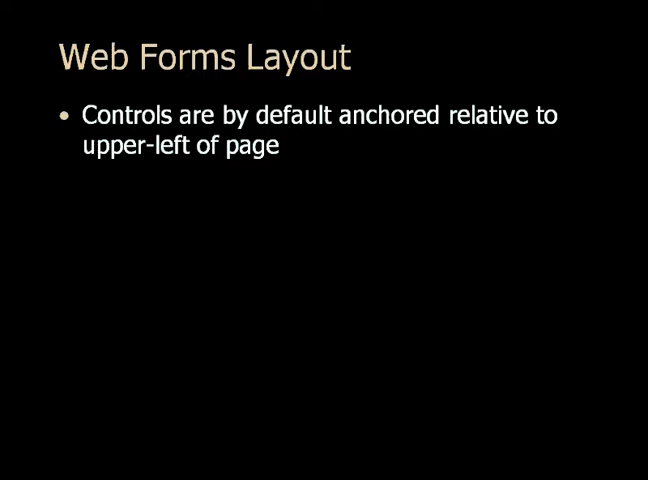 Web Forms Layout
• Controls are by default anchored relative to
upper-left of page